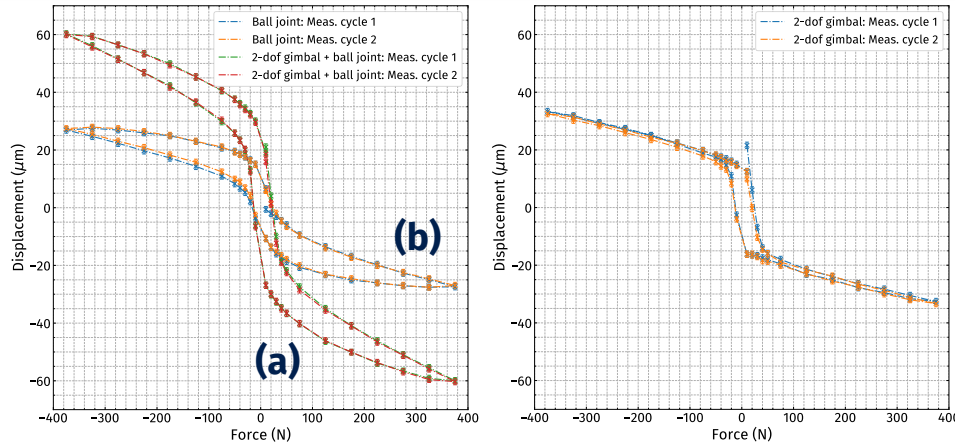 Ball joint: Meas. cycle 1
Ball joint: Meas. cycle 2
2-dof gimbal + ball joint: Meas. cycle 1
2-dof gimbal + ball joint: Meas. cycle 2
60
40
20
0
−20
−40
−60
Displacement (μm)
(b)
(a)
−400 −300 −200 −100 0 100 200 300 400
Force (N)
2-dof gimbal: Meas. cycle 1
2-dof gimbal: Meas. cycle 2
60
40
20
0
−20
−40
−60
Displacement (μm)
−400 −300 −200 −100 0 100 200 300 400
Force (N)